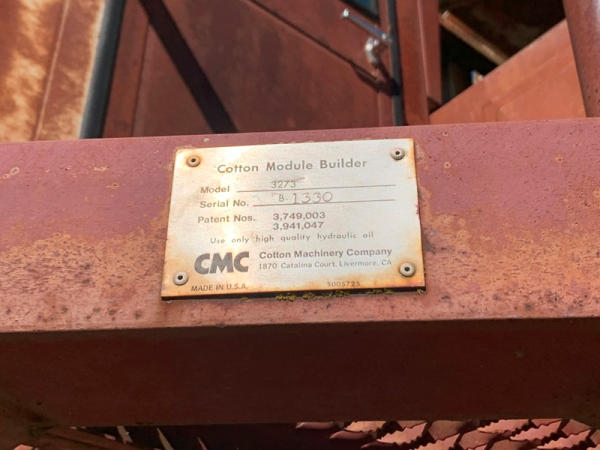 Cotton Module Builder
Model 3273
Serial No. B 1330
Patent Nos. 3,749,003
3,941,047
Use only high quality hydraulic oil
CMC Cotton Machinery Company
1870 Catalina Court, Livermore, CA
MADE IN U.S.A. 5005725